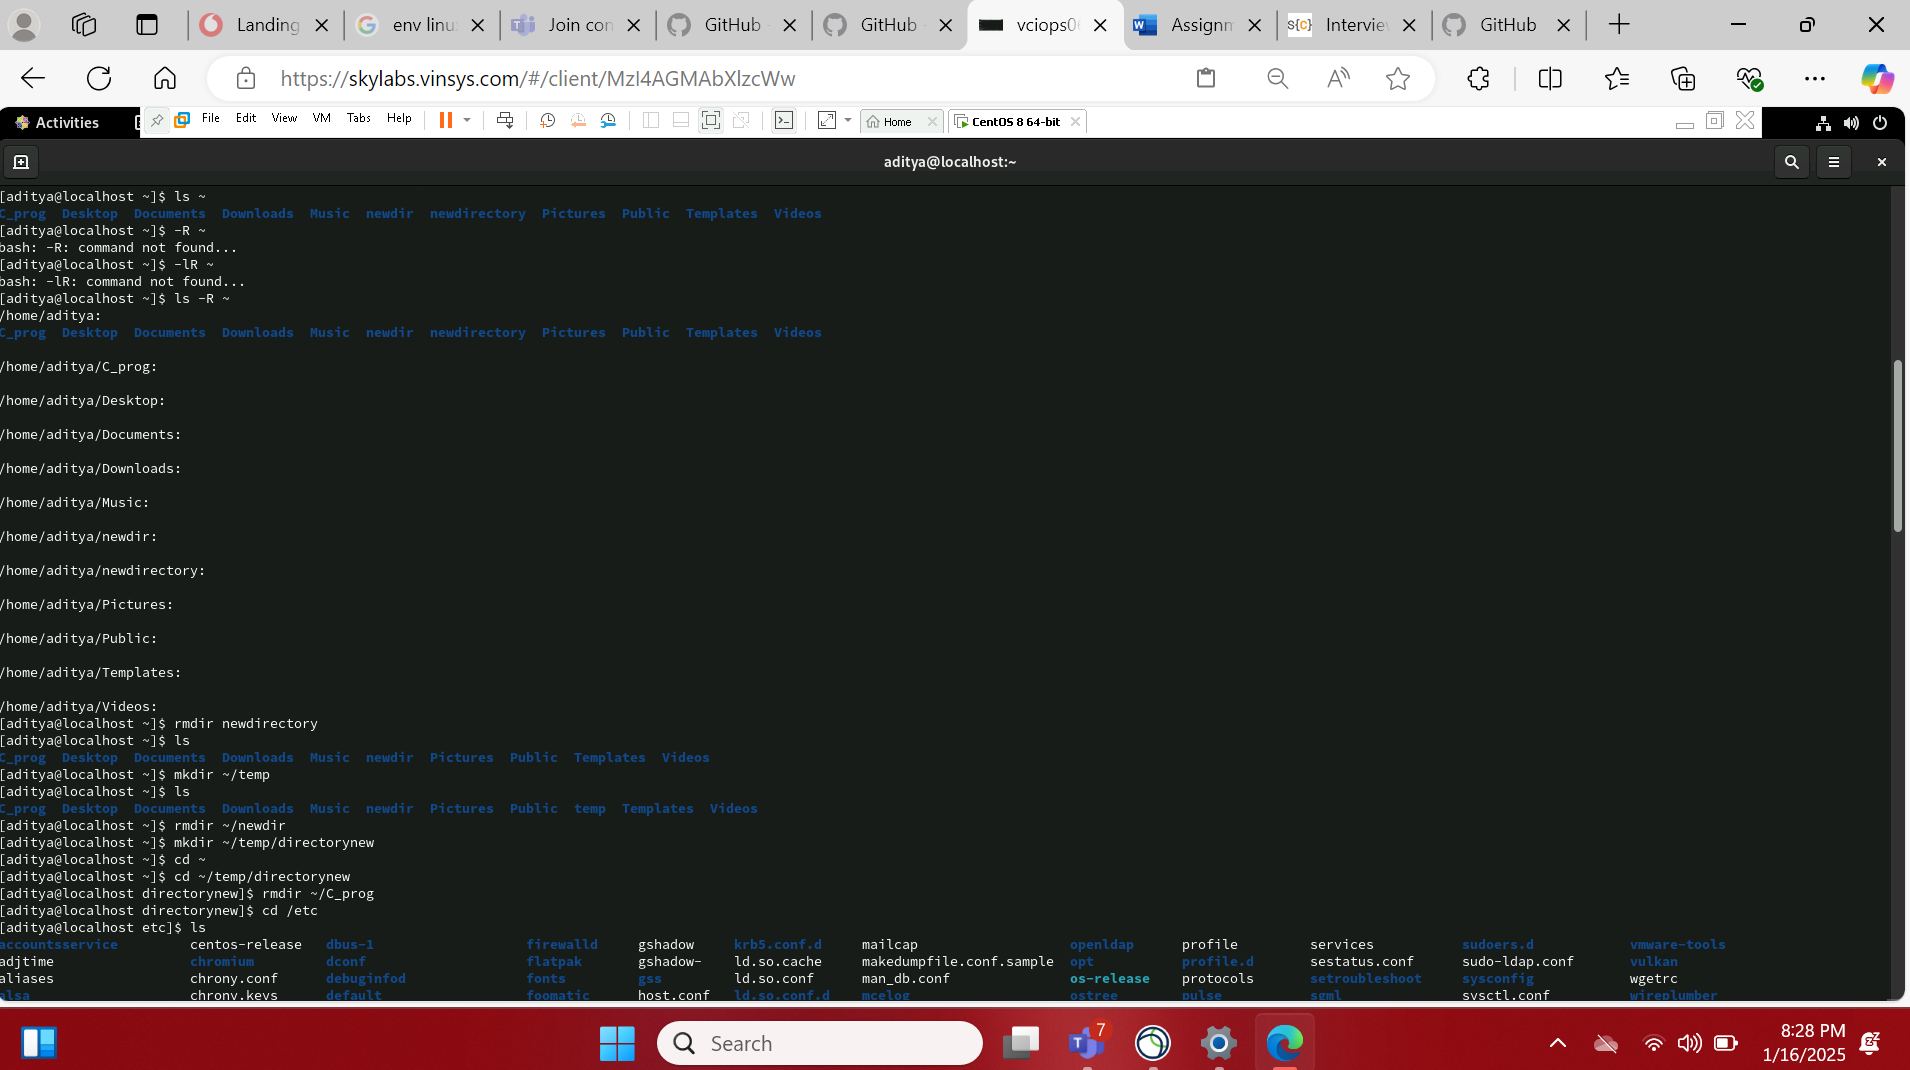 Landing
env linu
Join con
GitHub
GitHub
vciops06
Assignm
Interview
GitHub
https://skylabs.vinsys.com/#/client/MzI4AGMAbXlzcWw
Activities
File Edit View VM Tabs Help
Home
CentOS 8 64-bit
aditya@localhost:~
[aditya@localhost ~]$ ls ~
C_prog Desktop Documents Downloads Music newdir newdirectory Pictures Public Templates Videos
[aditya@localhost ~]$ -R ~
bash: -R: command not found...
[aditya@localhost ~]$ -lR ~
bash: -lR: command not found...
[aditya@localhost ~]$ ls -R ~
/home/aditya:
C_prog Desktop Documents Downloads Music newdir newdirectory Pictures Public Templates Videos
/home/aditya/C_prog:
/home/aditya/Desktop:
/home/aditya/Documents:
/home/aditya/Downloads:
/home/aditya/Music:
/home/aditya/newdir:
/home/aditya/newdirectory:
/home/aditya/Pictures:
/home/aditya/Public:
/home/aditya/Templates:
/home/aditya/Videos:
[aditya@localhost ~]$ rmdir newdirectory
[aditya@localhost ~]$ ls
C_prog Desktop Documents Downloads Music newdir Pictures Public Templates Videos
[aditya@localhost ~]$ mkdir ~/temp
[aditya@localhost ~]$ ls
C_prog Desktop Documents Downloads Music newdir Pictures Public temp Templates Videos
[aditya@localhost ~]$ rmdir ~/newdir
[aditya@localhost ~]$ mkdir ~/temp/directorynew
[aditya@localhost ~]$ cd ~
[aditya@localhost ~]$ cd ~/temp/directorynew
[aditya@localhost directorynew]$ rmdir ~/C_prog
[aditya@localhost directorynew]$ cd /etc
[aditya@localhost etc]$ ls
accountsservice centos-release dbus-1 firewalld gshadow krb5.conf.d mailcap openldap profile services sudoers.d vmware-tools
adjtime chromium dconf flatpak gshadow- ld.so.cache makedumpfile.conf.sample opt profile.d sestatus.conf sudo-ldap.conf vulkan
aliases chrony.conf debuginfod fonts gss ld.so.conf man_db.conf os-release protocols setroubleshoot sysconfig wgetrc
alsa chrony.keys default foomatic host.conf ld.so.conf.d mcelog ostree pulse sgml sysctl.conf wireplumber
Search
7
8:28 PM
1/16/2025